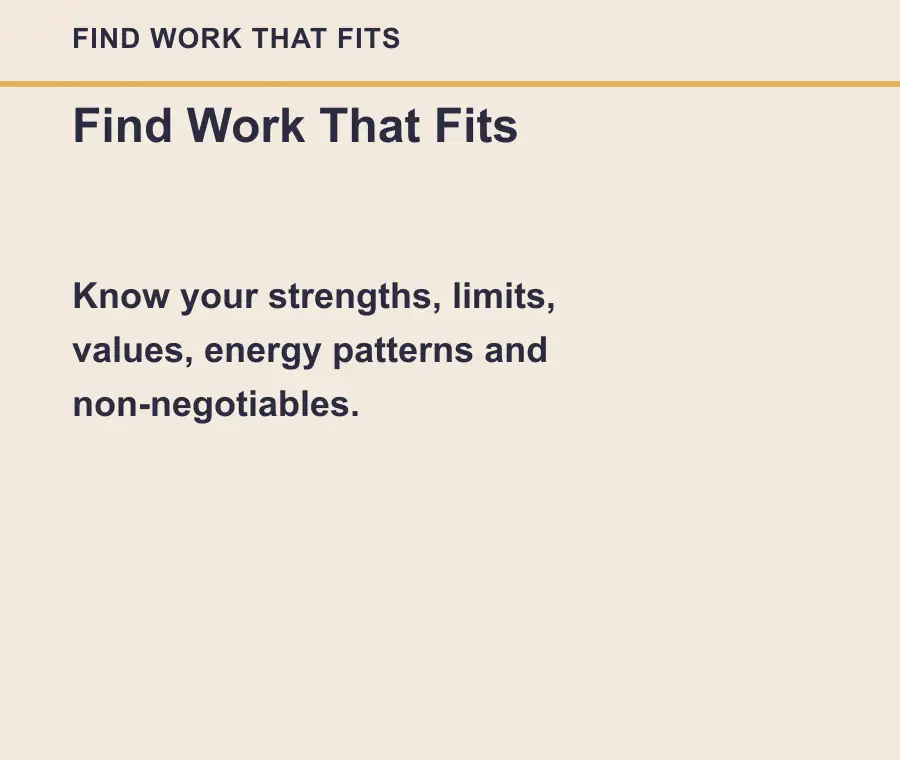 FIND WORK THAT FITS
Find Work That Fits
Know your strengths, limits,
values, energy patterns and
non-negotiables.